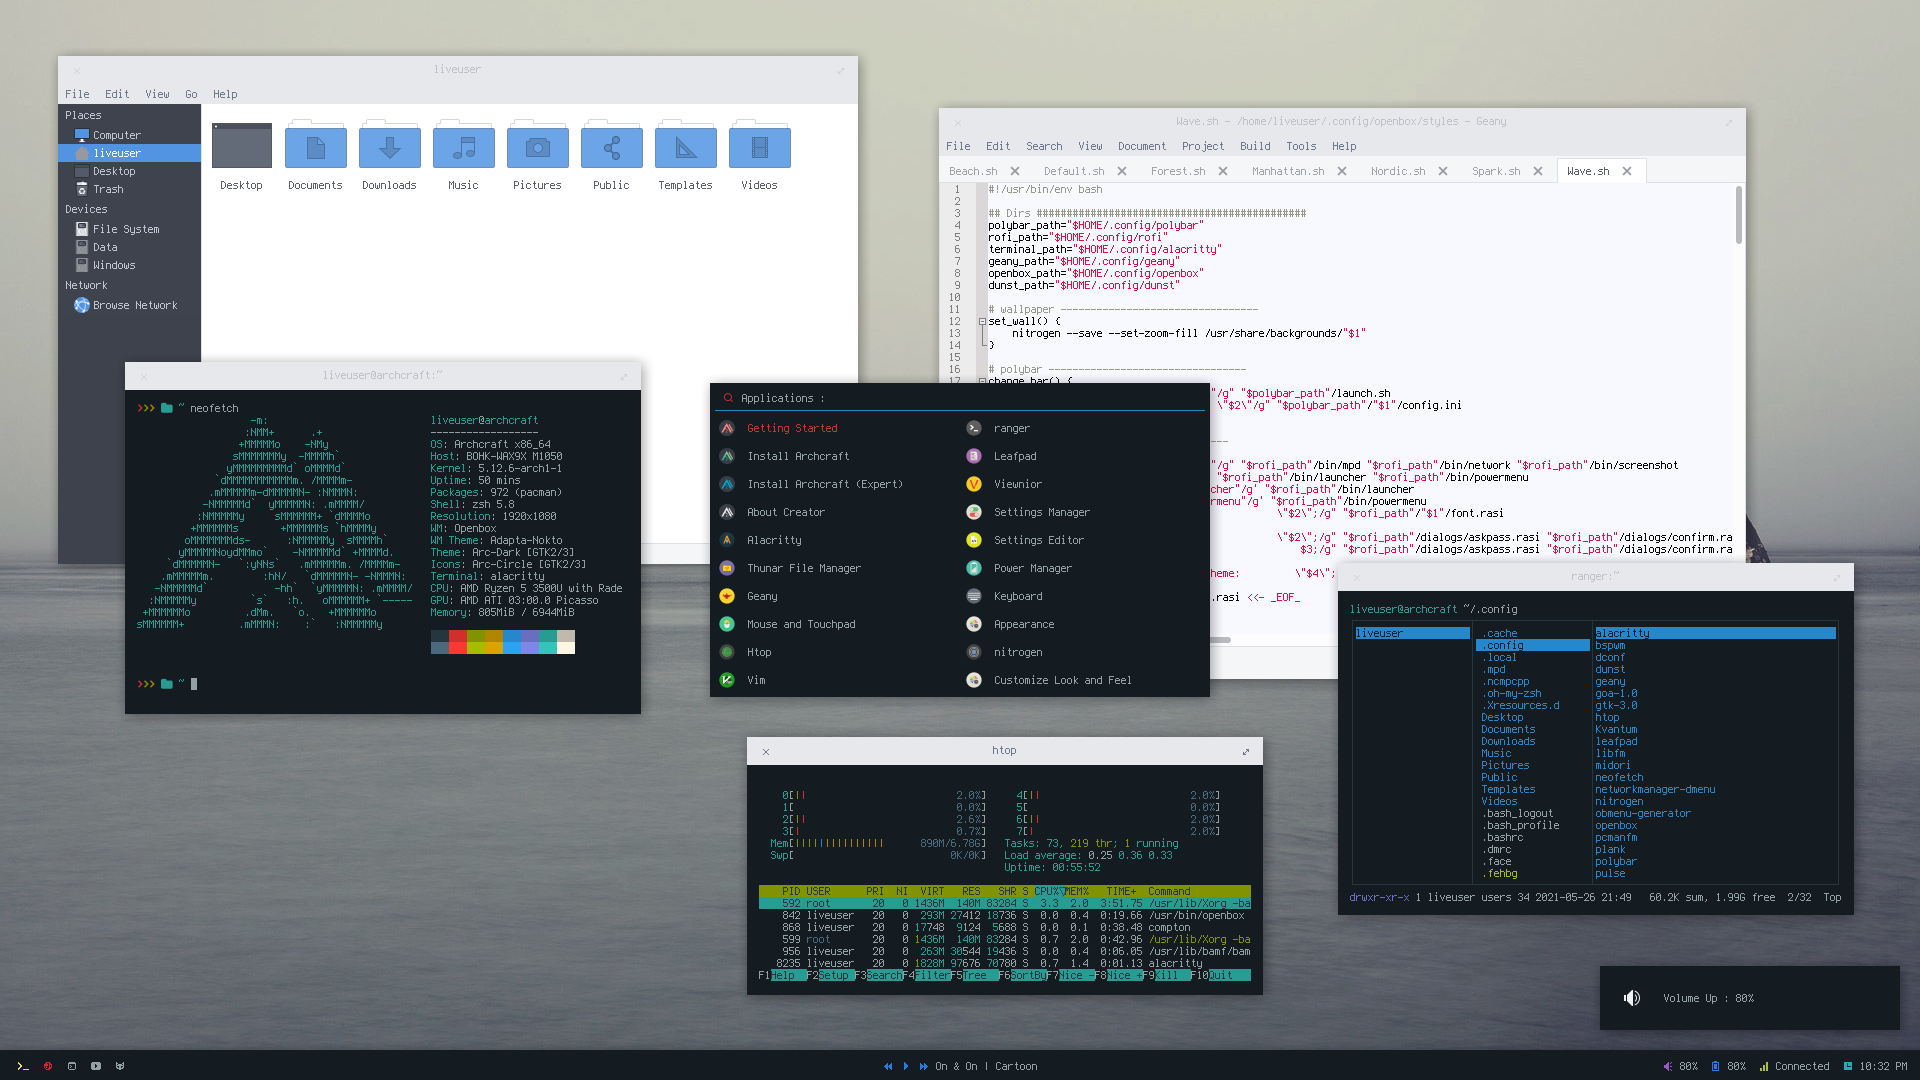 liveuser
File Edit View Go Help
Places
Computer
liveuser
Desktop
Trash
Devices
File System
Data
Windows
Network
Browse Network
Desktop Documents Downloads Music Pictures Public Templates Videos
Wave.sh - /home/liveuser/.config/openbox/styles - Geany
File Edit Search View Document Project Build Tools Help
Beach.sh Default.sh Forest.sh Manhattan.sh Nordic.sh Spark.sh Wave.sh
1 #!/usr/bin/env bash
2
3 ## Dirs #############################################
4 polybar_path="$HOME/.config/polybar"
5 rofi_path="$HOME/.config/rofi"
6 terminal_path="$HOME/.config/alacritty"
7 geany_path="$HOME/.config/geany"
8 openbox_path="$HOME/.config/openbox"
9 dunst_path="$HOME/.config/dunst"
10
11 # wallpaper ---------------------------------
12 set_wall() {
13 nitrogen --save --set-zoom-fill /usr/share/backgrounds/"$1"
14 }
15
16 # polybar ---------------------------------
17 change_bar() {
"/g" "$polybar_path"/launch.sh
\"$2\"/g" "$polybar_path"/"$1"/config.ini
---
"/g" "$rofi_path"/bin/mpd "$rofi_path"/bin/network "$rofi_path"/bin/screenshot
"$rofi_path"/bin/launcher "$rofi_path"/bin/powermenu
cher"/g' "$rofi_path"/bin/launcher
ermenu"/g' "$rofi_path"/bin/powermenu
\"$2\";/g" "$rofi_path"/"$1"/font.rasi
\"$2\";/g" "$rofi_path"/dialogs/askpass.rasi "$rofi_path"/dialogs/confirm.ra
$3;/g" "$rofi_path"/dialogs/askpass.rasi "$rofi_path"/dialogs/confirm.ra
heme: \"$4\";
.rasi <<- _EOF_
liveuser@archcraft:~
>>> ~ neofetch
liveuser@archcraft
------------------
OS: Archcraft x86_64
Host: BOHK-WAX9X M1050
Kernel: 5.12.6-arch1-1
Uptime: 50 mins
Packages: 972 (pacman)
Shell: zsh 5.8
Resolution: 1920x1080
WM: Openbox
WM Theme: Adapta-Nokto
Theme: Arc-Dark [GTK2/3]
Icons: Arc-Circle [GTK2/3]
Terminal: alacritty
CPU: AMD Ryzen 5 3500U with Rade
GPU: AMD ATI 03:00.0 Picasso
Memory: 805MiB / 6944MiB
>>> ~
Applications :
Getting Started
Install Archcraft
Install Archcraft (Expert)
About Creator
Alacritty
Thunar File Manager
Geany
Mouse and Touchpad
Htop
Vim
ranger
Leafpad
Viewnior
Settings Manager
Settings Editor
Power Manager
Keyboard
Appearance
nitrogen
Customize Look and Feel
ranger:~
liveuser@archcraft ~/.config
liveuser
.cache
.config
.local
.mpd
.ncmpcpp
.oh-my-zsh
.Xresources.d
Desktop
Documents
Downloads
Music
Pictures
Public
Templates
Videos
.bash_logout
.bash_profile
.bashrc
.dmrc
.face
.fehbg
alacritty
bspwm
dconf
dunst
geany
goa-1.0
gtk-3.0
htop
Kvantum
leafpad
libfm
midori
neofetch
networkmanager-dmenu
nitrogen
obmenu-generator
openbox
pcmanfm
plank
polybar
pulse
drwxr-xr-x 1 liveuser users 34 2021-05-26 21:49 60.2K sum, 1.99G free 2/32 Top
htop
0[|| 2.0%] 4[|| 2.0%]
1[ 0.0%] 5[ 0.0%]
2[|| 2.6%] 6[|| 2.0%]
3[| 0.7%] 7[| 2.0%]
Mem[||||||||||||||| 890M/6.78G] Tasks: 73, 219 thr; 1 running
Swp[ 0K/0K] Load average: 0.25 0.36 0.33
Uptime: 00:55:52
PID USER PRI NI VIRT RES SHR S CPU%▽MEM% TIME+ Command
592 root 20 0 1436M 140M 83284 S 3.3 2.0 3:51.75 /usr/lib/Xorg -ba
842 liveuser 20 0 293M 27412 18736 S 0.0 0.4 0:19.66 /usr/bin/openbox
868 liveuser 20 0 17748 9124 5688 S 0.0 0.1 0:38.48 compton
599 root 20 0 1436M 140M 83284 S 0.7 2.0 0:42.96 /usr/lib/Xorg -ba
956 liveuser 20 0 263M 30544 19436 S 0.0 0.4 0:06.05 /usr/lib/bamf/bam
8235 liveuser 20 0 1828M 97676 70780 S 0.7 1.4 0:01.13 alacritty
F1Help F2Setup F3SearchF4FilterF5Tree F6SortByF7Nice -F8Nice +F9Kill F10Quit
Volume Up : 80%
On & On | Cartoon
80% 80% Connected 10:32 PM